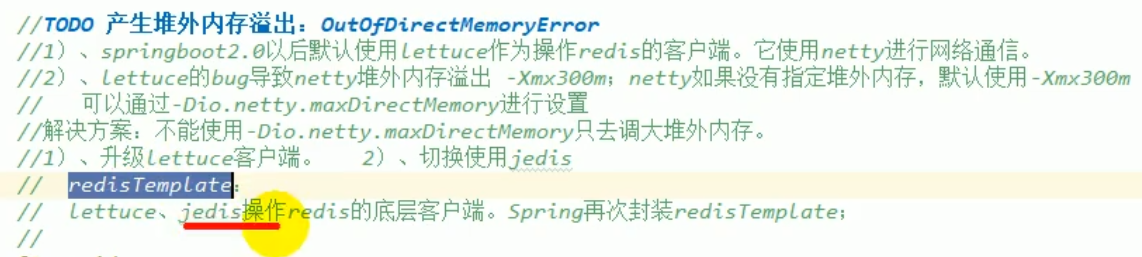 //TODO 产生堆外内存溢出：OutOfDirectMemoryError
//1）、springboot2.0以后默认使用lettuce作为操作redis的客户端。它使用netty进行网络通信。
//2）、lettuce的bug导致netty堆外内存溢出 -Xmx300m；netty如果没有指定堆外内存，默认使用-Xmx300m
// 可以通过-Dio.netty.maxDirectMemory进行设置
//解决方案：不能使用-Dio.netty.maxDirectMemory只去调大堆外内存。
//1）、升级lettuce客户端。 2）、切换使用jedis
// redisTemplate：
// lettuce、jedis操作redis的底层客户端。Spring再次封装redisTemplate；
//